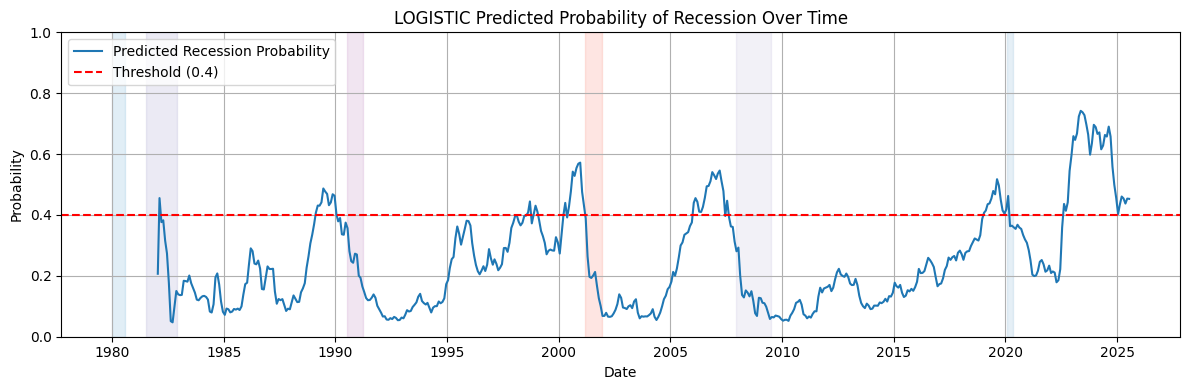 LOGISTIC Predicted Probability of Recession Over Time
Predicted Recession Probability
Threshold (0.4)
Probability
1.0
0.8
0.6
0.4
0.2
0.0
1980 1985 1990 1995 2000 2005 2010 2015 2020 2025
Date